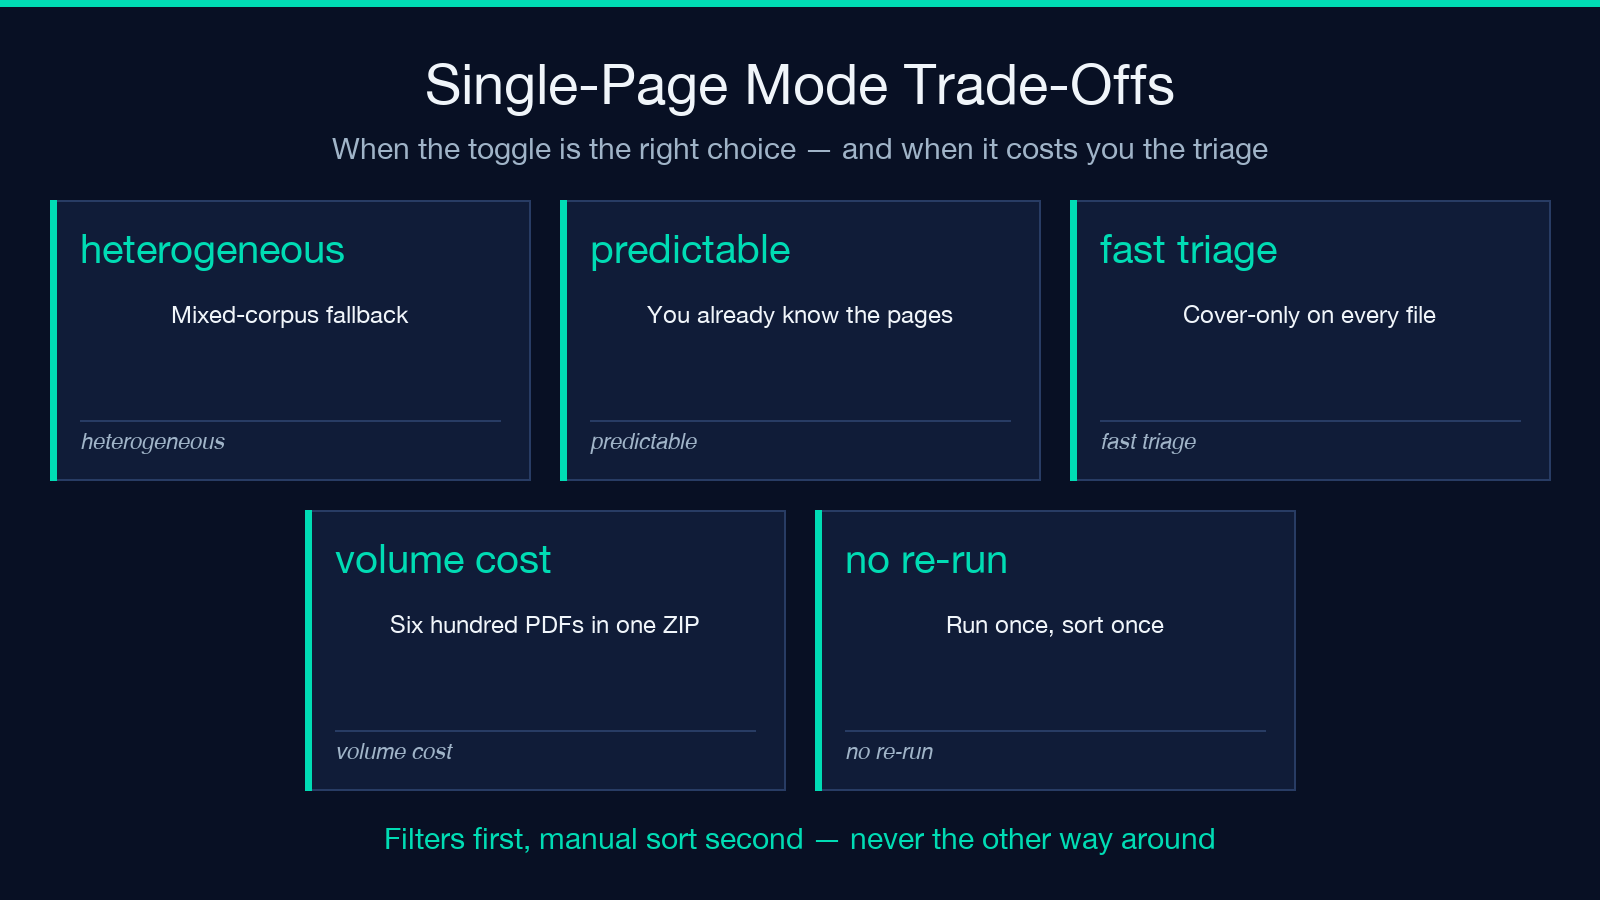 Single-Page Mode Trade-Offs
When the toggle is the right choice — and when it costs you the triage
heterogeneous
Mixed-corpus fallback
heterogeneous
predictable
You already know the pages
predictable
fast triage
Cover-only on every file
fast triage
volume cost
Six hundred PDFs in one ZIP
volume cost
no re-run
Run once, sort once
no re-run
Filters first, manual sort second — never the other way around